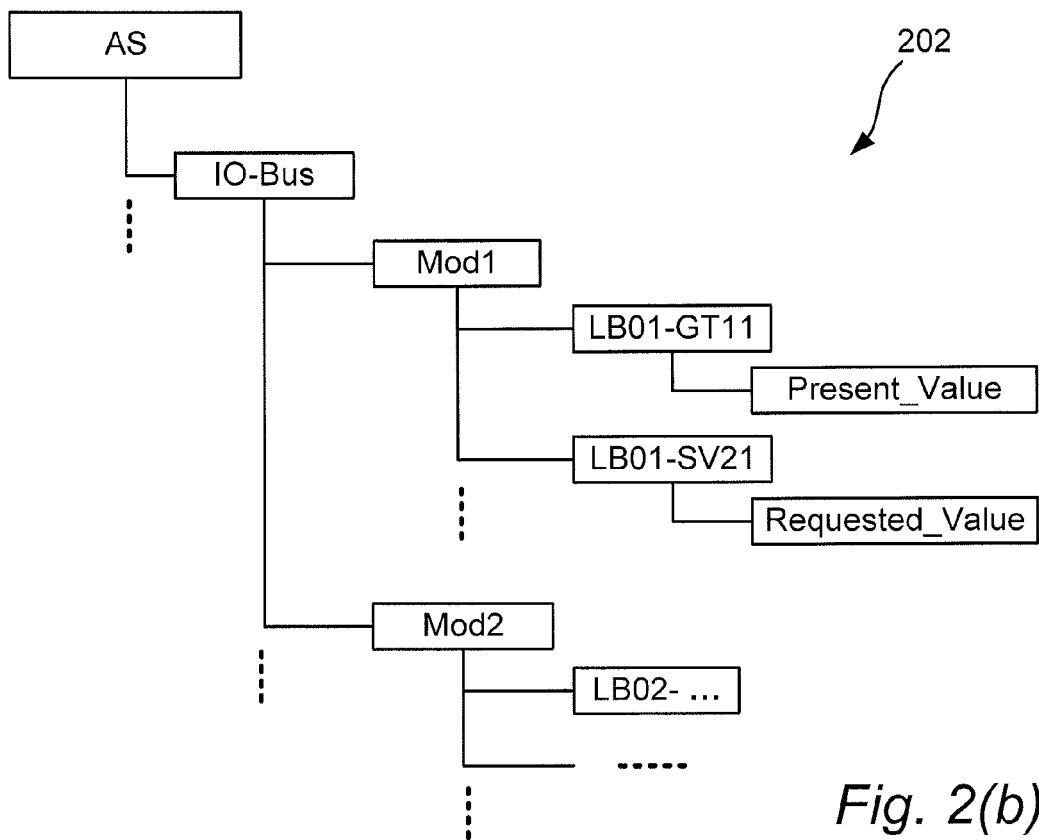 AS
202
IO-Bus
Mod1
LB01-GT11
Present_Value
LB01-SV21
Requested_Value
Mod2
LB02- ...
Fig. 2(b)